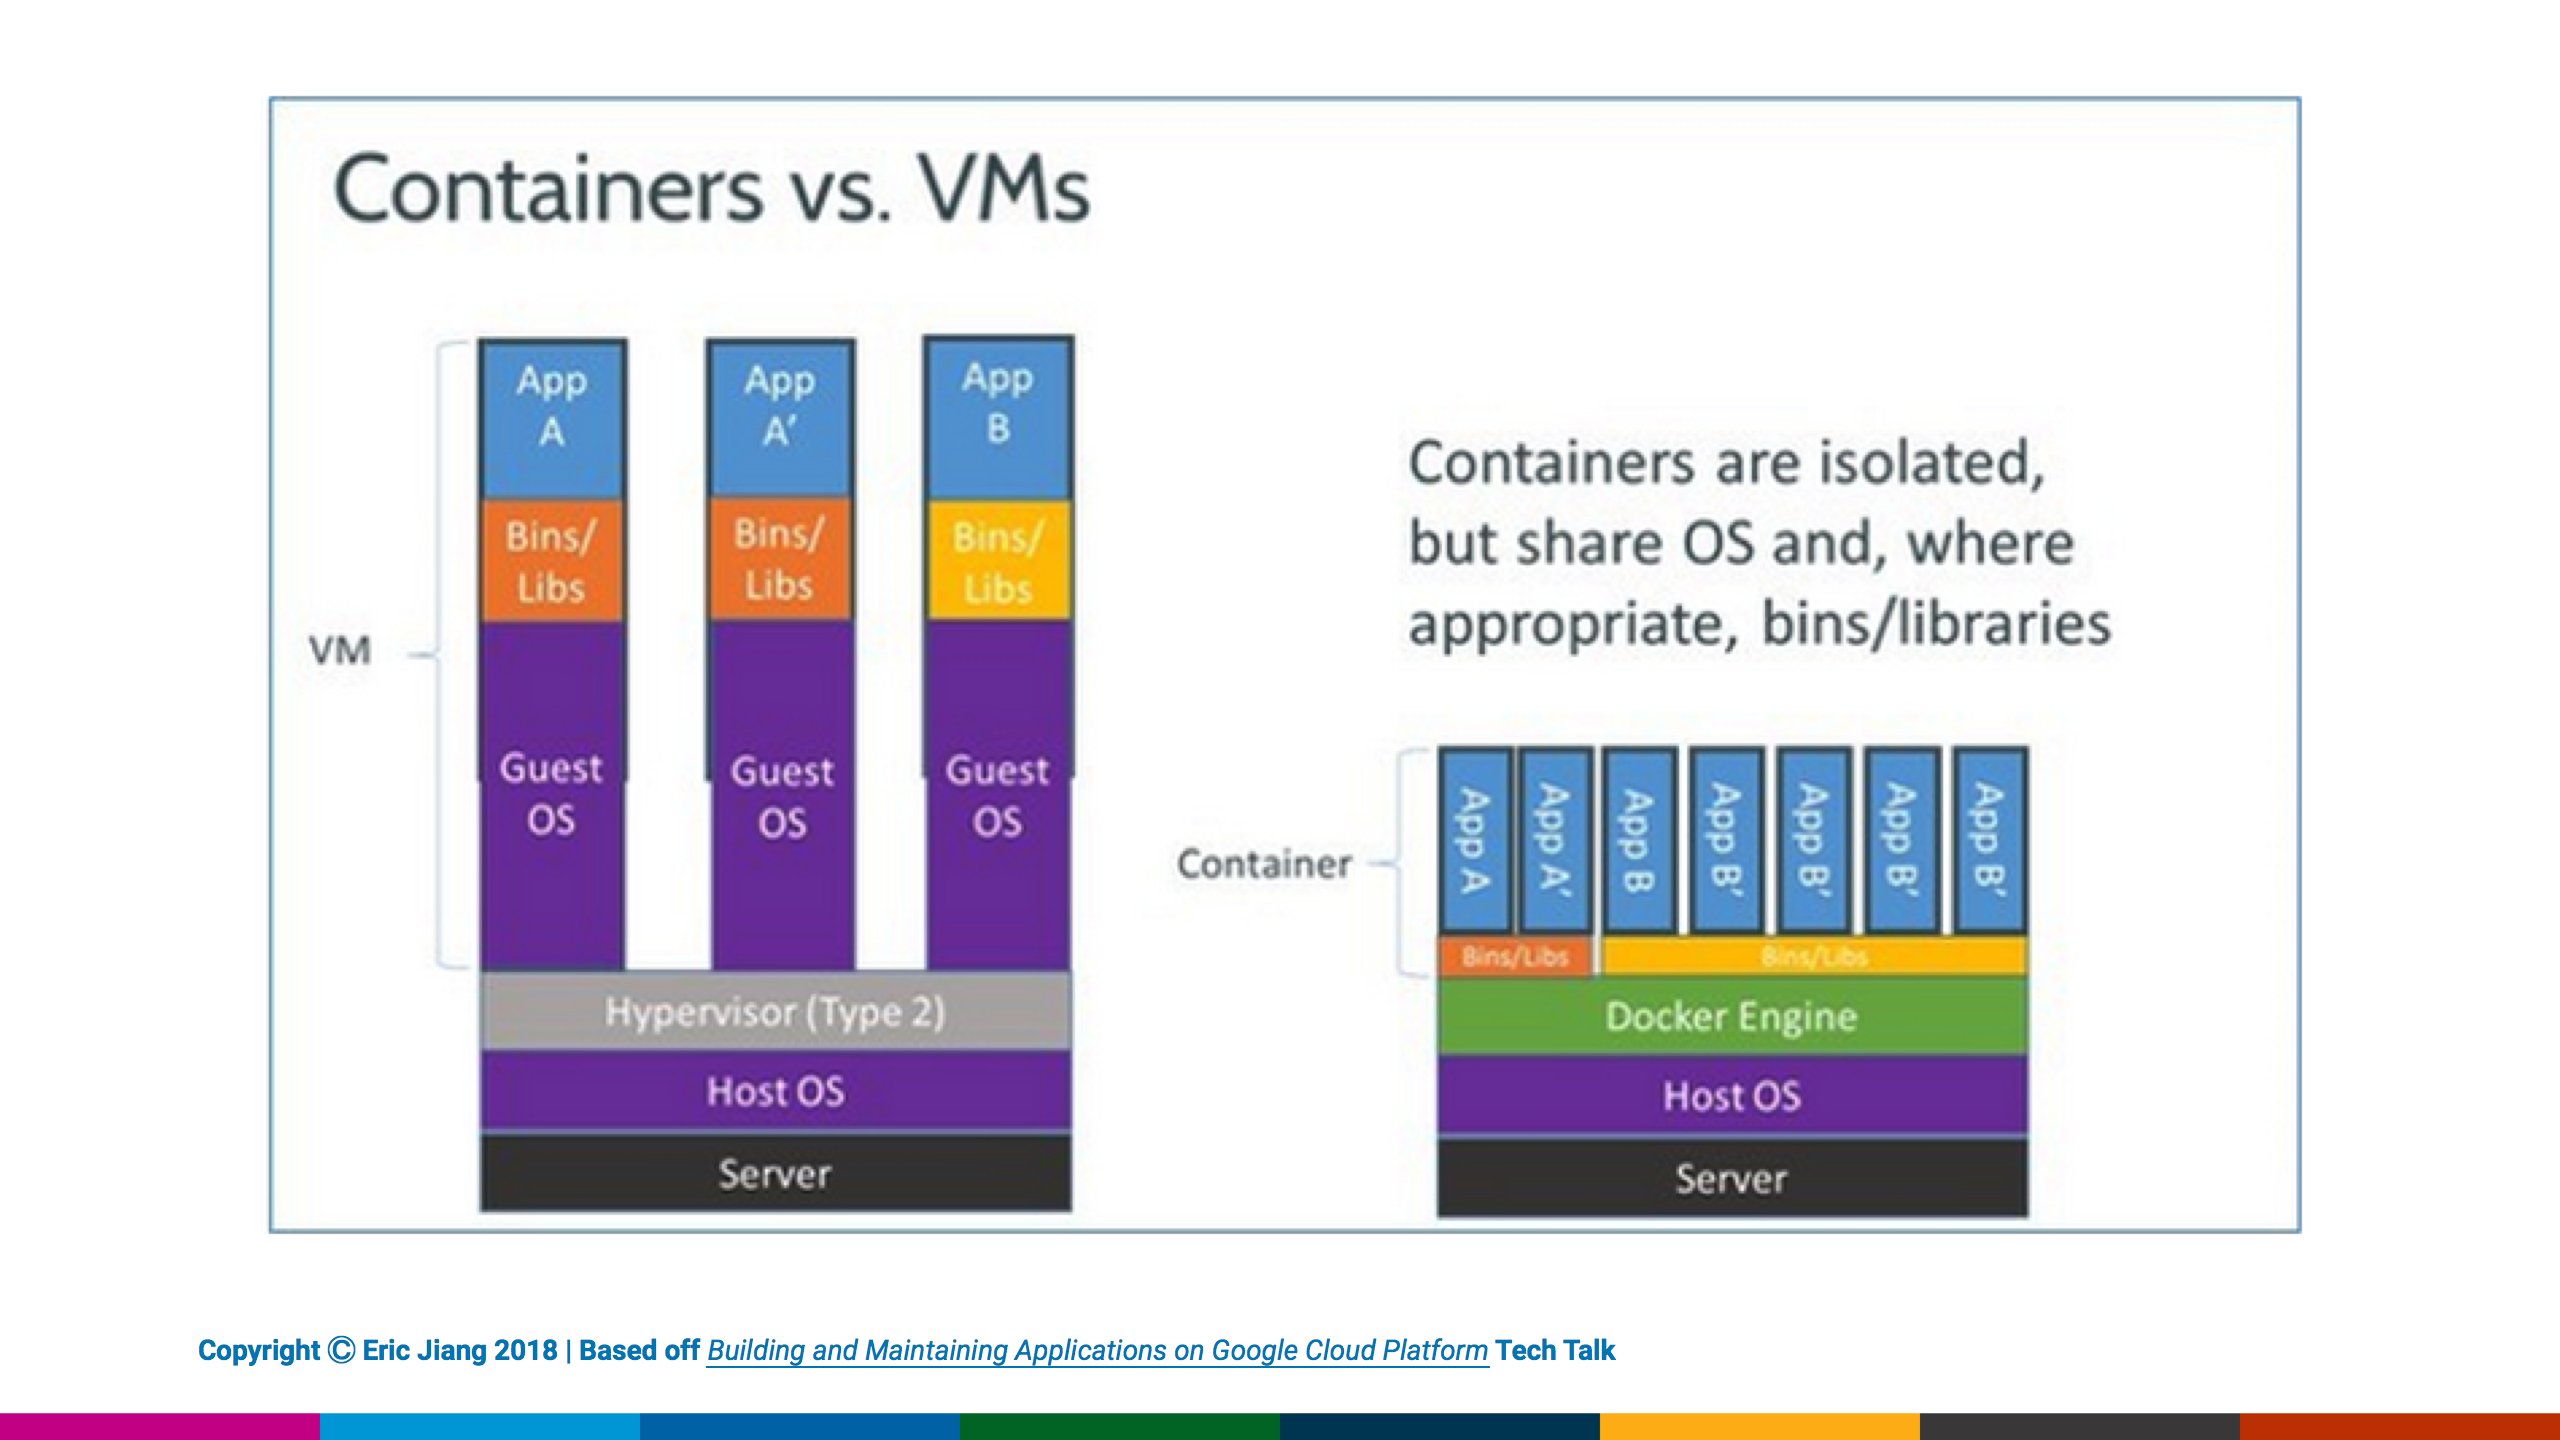 Containers vs. VMs
VM
App
A
Bins/
Libs
Guest
OS
App
A’
Bins/
Libs
Guest
OS
App
B
Bins/
Libs
Guest
OS
Hypervisor (Type 2)
Host OS
Server
Containers are isolated,
but share OS and, where
appropriate, bins/libraries
Container
App A
App A’
App B
App B’
App B’
App B’
App B’
Bins/Libs
Bins/Libs
Docker Engine
Host OS
Server
Copyright © Eric Jiang 2018 | Based off Building and Maintaining Applications on Google Cloud Platform Tech Talk